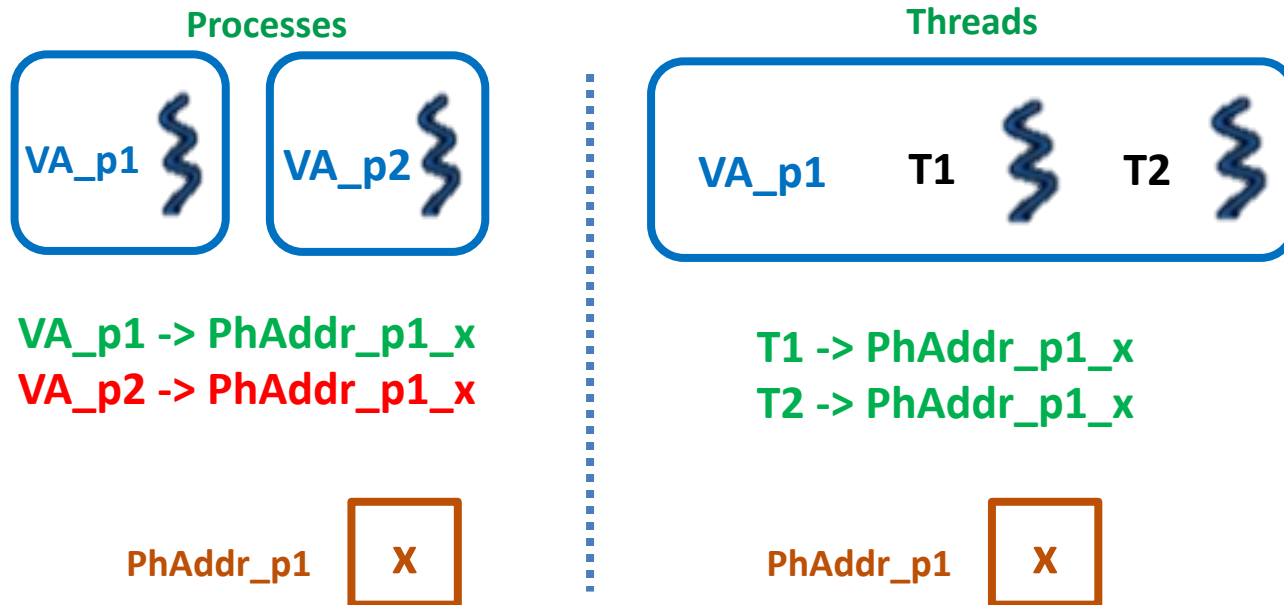 Processes
VA_p1
VA_p2
VA_p1 -> PhAddr_p1_x
VA_p2 -> PhAddr_p1_x
PhAddr_p1
x
Threads
VA_p1
T1
T2
T1 -> PhAddr_p1_x
T2 -> PhAddr_p1_x
PhAddr_p1
x